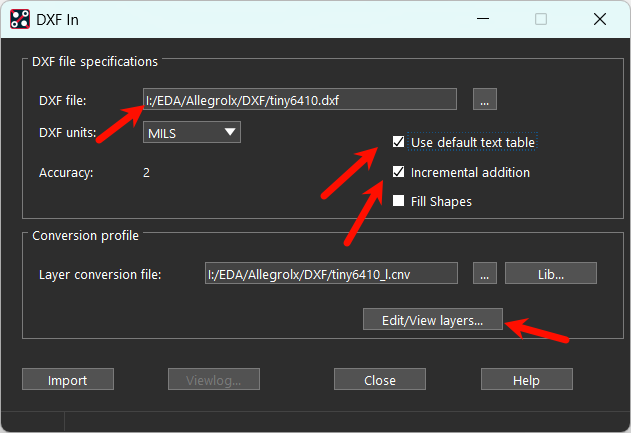 DXF In
DXF file specifications
DXF file: I:/EDA/Allegrolx/DXF/tiny6410.dxf ...
DXF units: MILS
Use default text table
Accuracy: 2
Incremental addition
Fill Shapes
Conversion profile
Layer conversion file: I:/EDA/Allegrolx/DXF/tiny6410_l.cnv ... Lib...
Edit/View layers...
Import Viewlog... Close Help